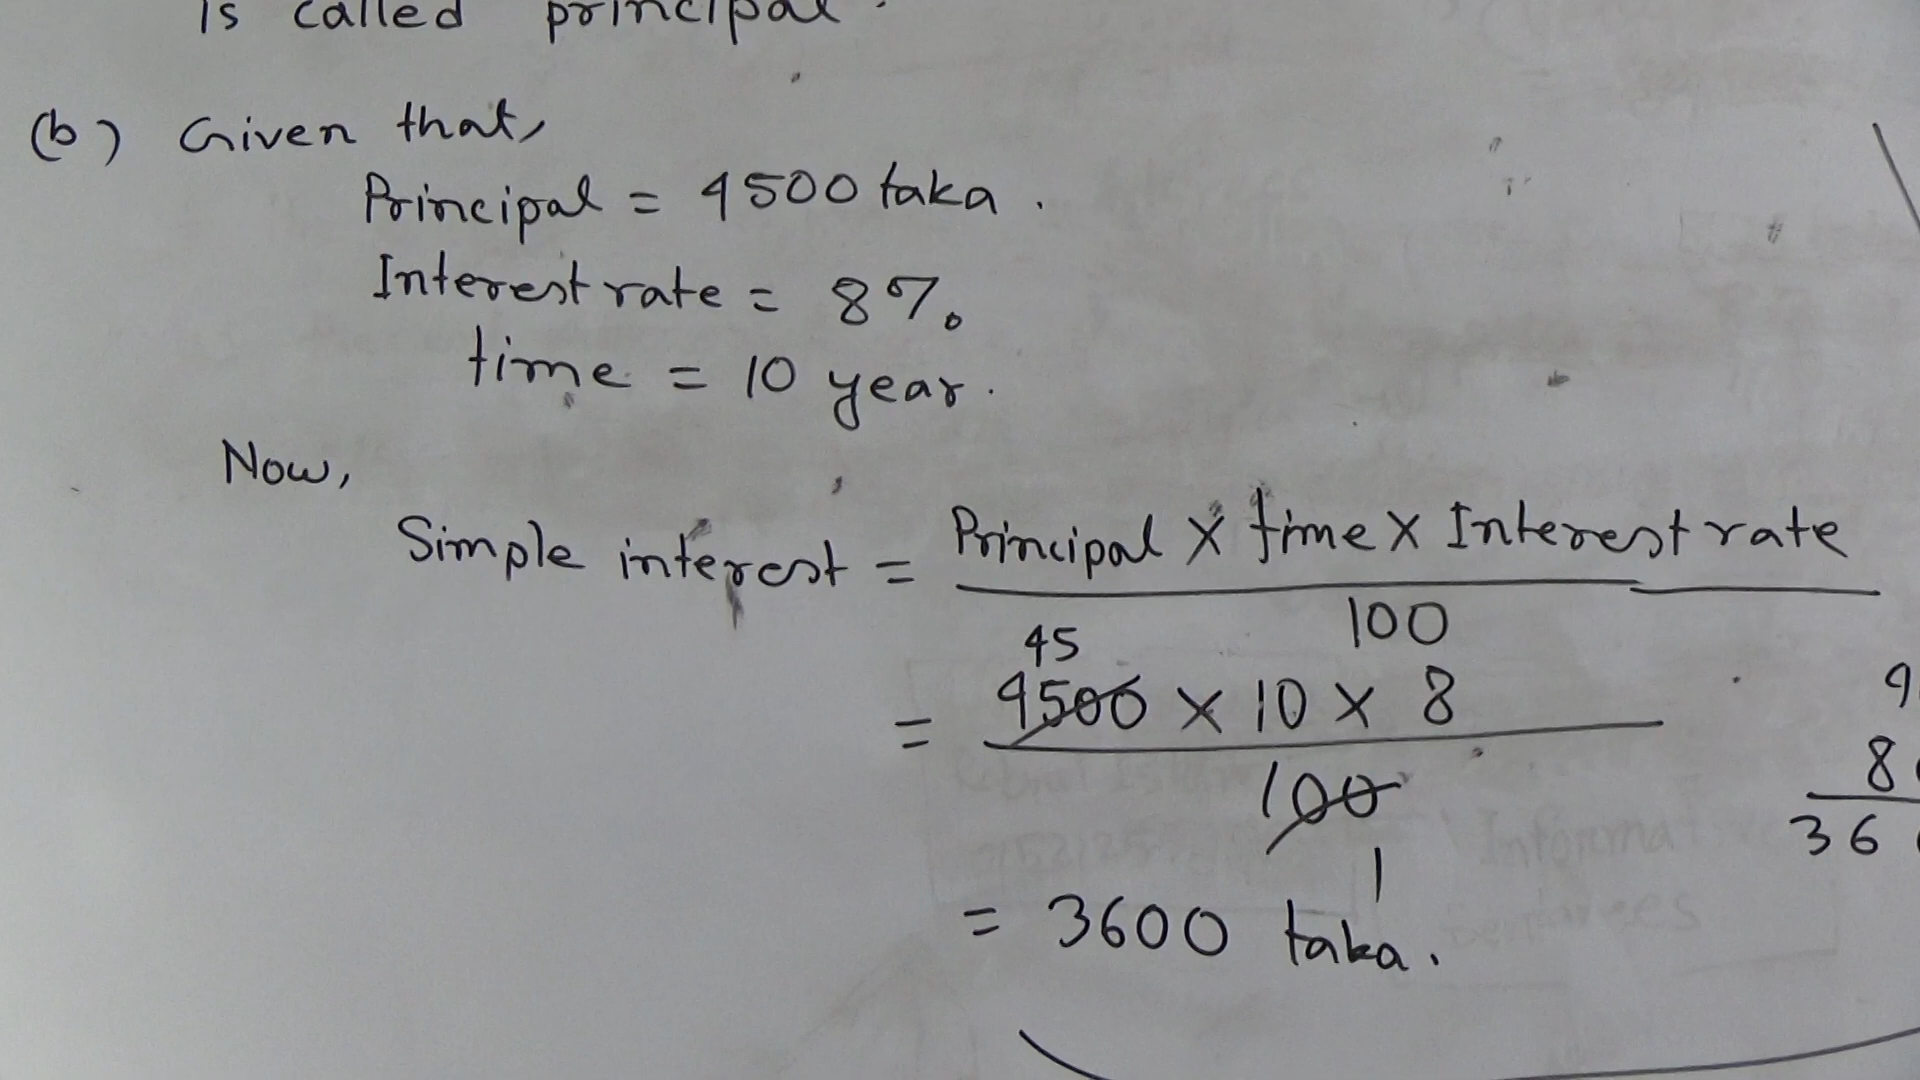 is called principal.
(b) Given that,
Principal = 4500 taka.
Interest rate = 8%
time = 10 year.
Now,
Simple interest = Principal X time X Interest rate
100
45
= 4500 X 10 X 8
100
1
= 3600 taka.
8
36